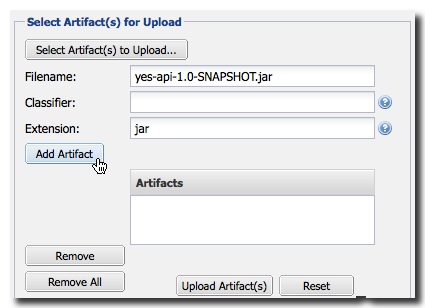 Select Artifact(s) for Upload
Select Artifact(s) to Upload...
Filename: yes-api-1.0-SNAPSHOT.jar
Classifier:
Extension: jar
Add Artifact
Artifacts
Remove
Remove All Upload Artifact(s) Reset